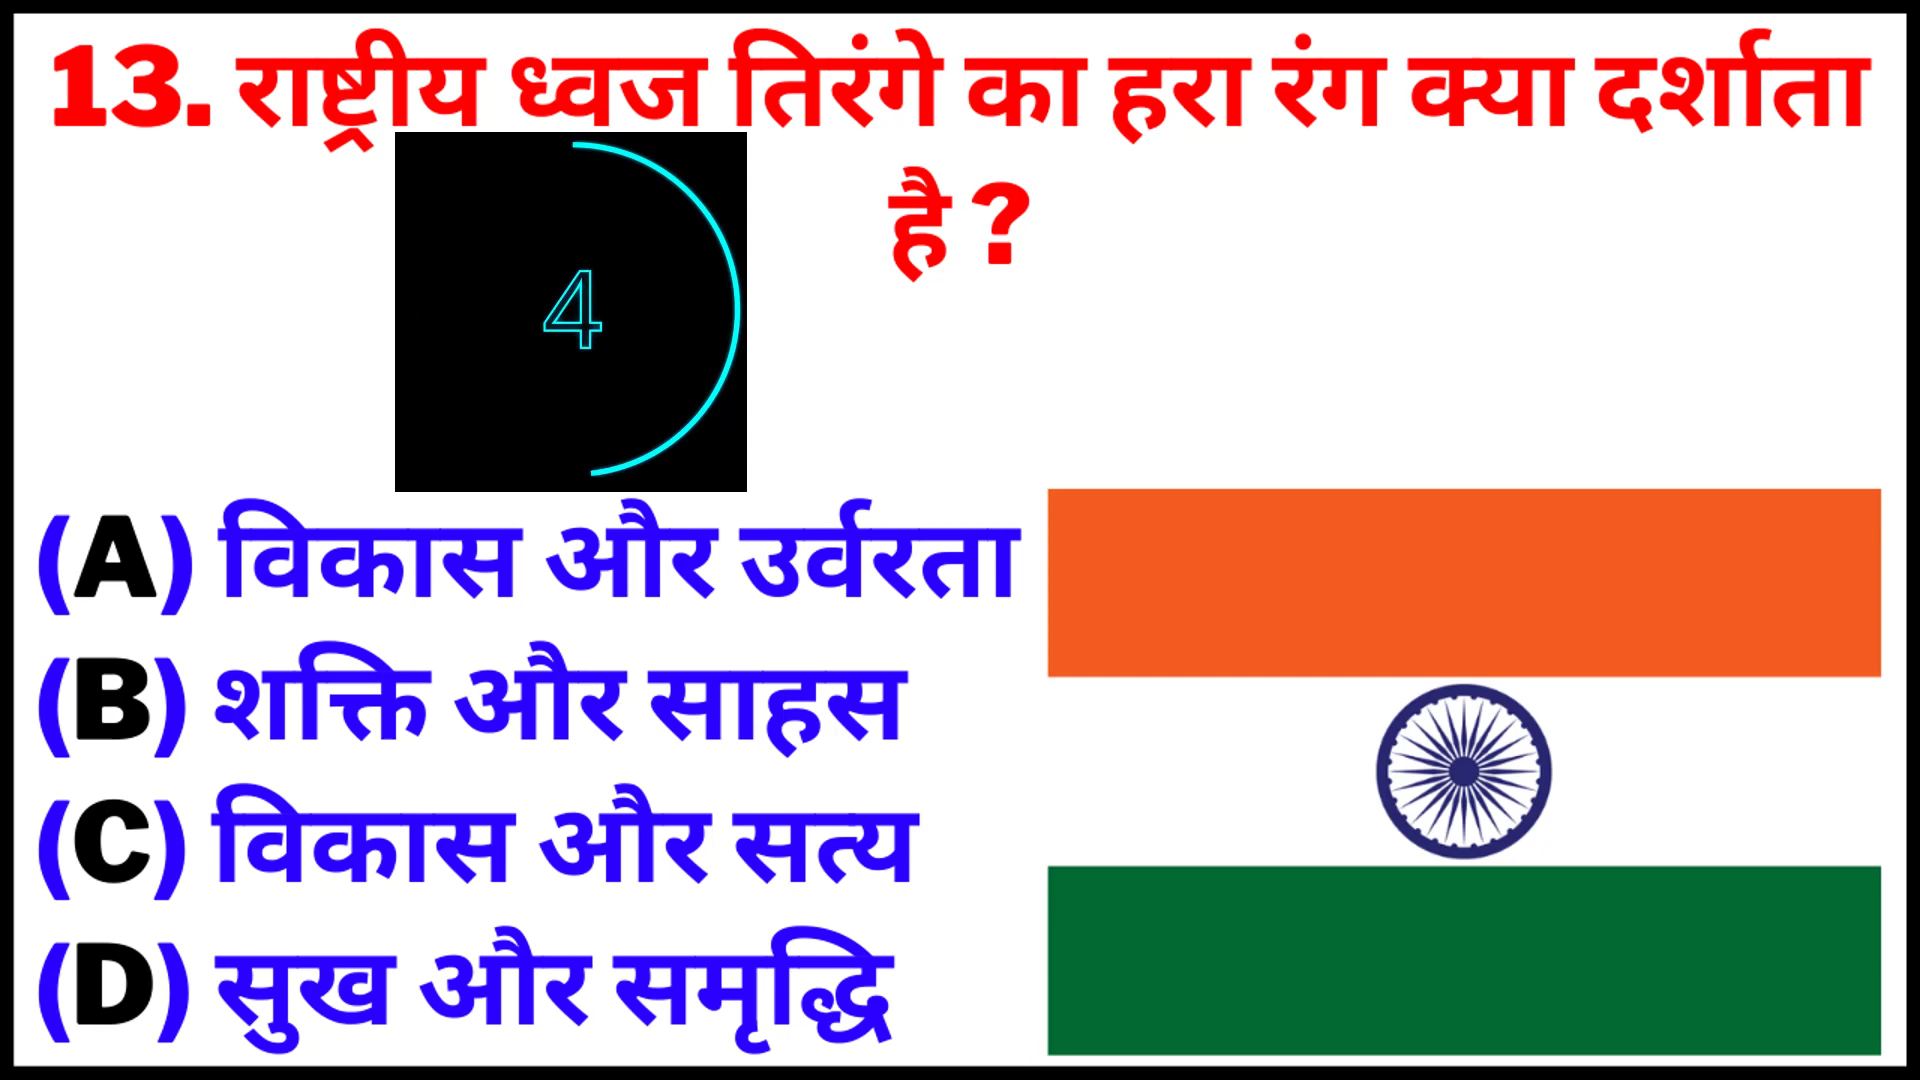 13. राष्ट्रीय ध्वज तिरंगे का हरा रंग क्या दर्शाता
है ?
4
(A) विकास और उर्वरता
(B) शक्ति और साहस
(C) विकास और सत्य
(D) सुख और समृद्धि